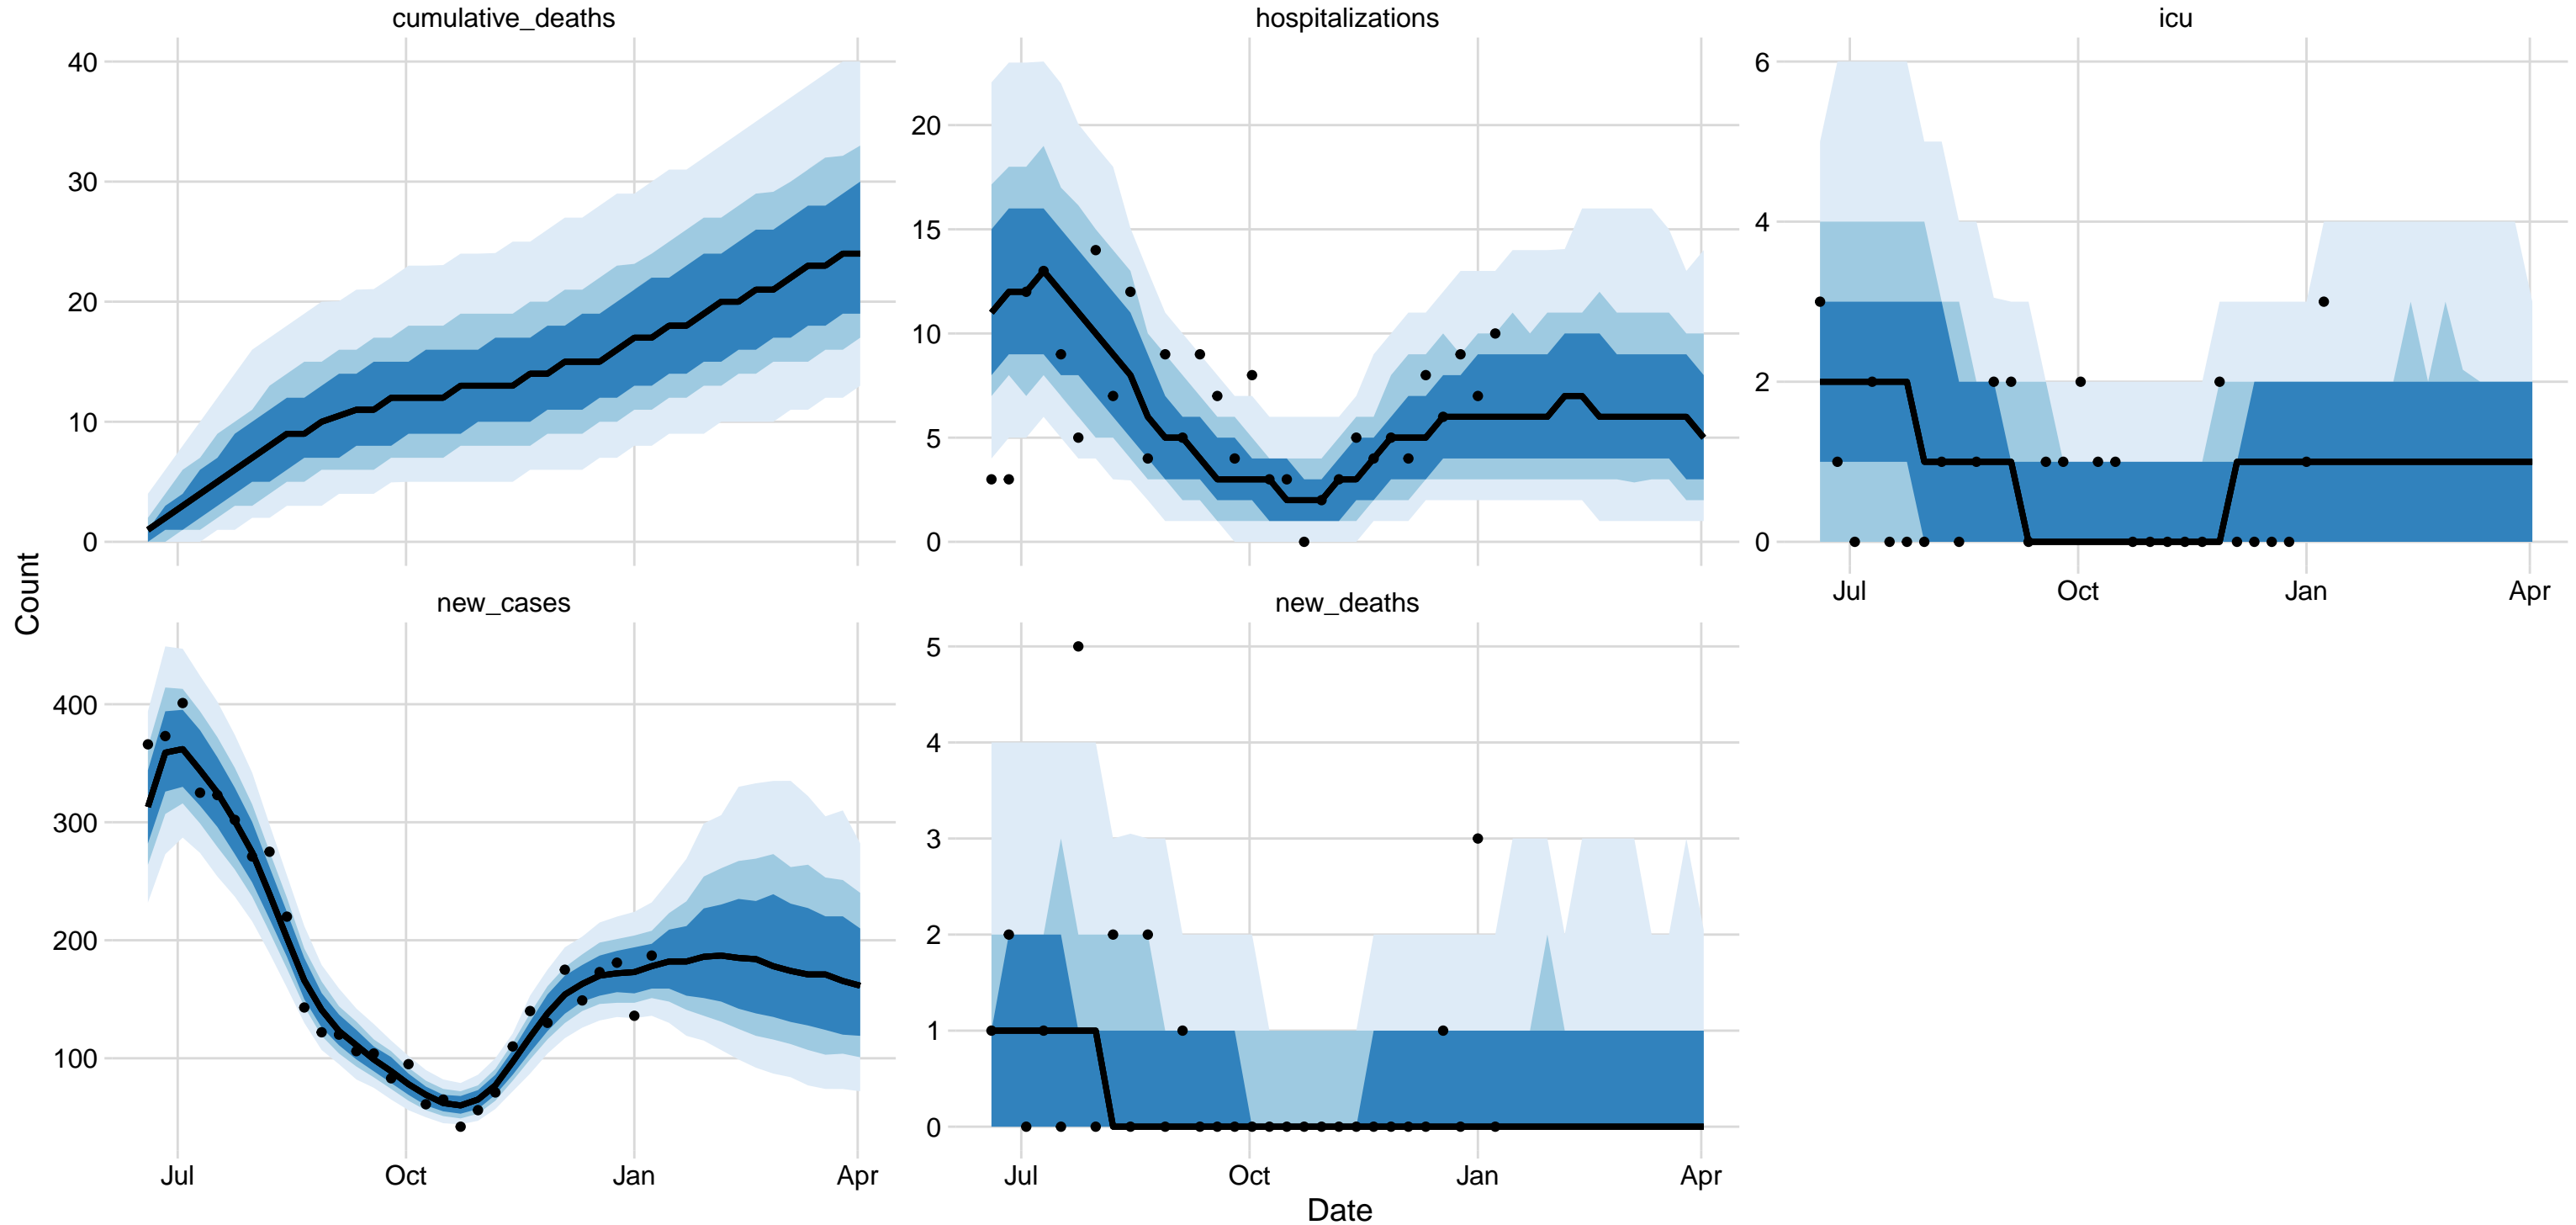 cumulative_deaths
hospitalizations
icu
40
30
20
10
0
20
15
10
5
0
6
4
2
0
Jul
Oct
Jan
Apr
Count
new_cases
new_deaths
400
300
200
100
5
4
3
2
1
0
Jul
Oct
Jan
Apr
Jul
Oct
Jan
Apr
Date